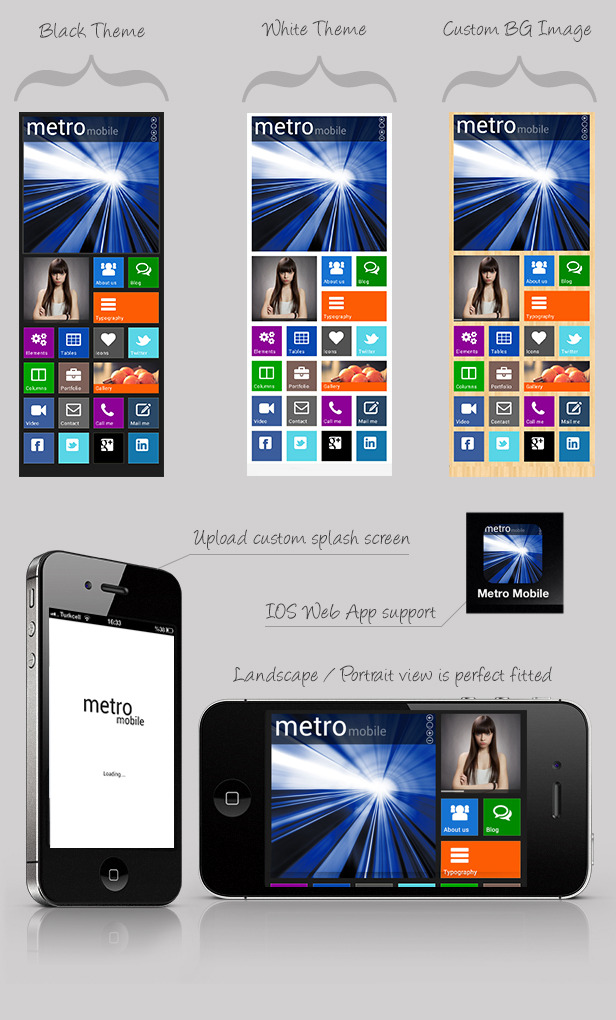 Black Theme
White Theme
Custom BG Image
metro mobile
About us
Blog
Typography
Elements
Tables
Icons
Twitter
Columns
Portfolio
Gallery
Video
Contact
Call me
Mail me
metro mobile
About us
Blog
Typography
Elements
Tables
Icons
Twitter
Columns
Portfolio
Gallery
Video
Contact
Call me
Mail me
metro mobile
About us
Blog
Typography
Elements
Tables
Icons
Twitter
Columns
Portfolio
Gallery
Video
Contact
Call me
Mail me
Upload custom splash screen
metro mobile
Metro Mobile
IOS Web App support
Turkcell 16:33 %38
metro
mobile
Loading...
Landscape / Portrait view is perfect fitted
metro mobile
About us
Blog
Typography